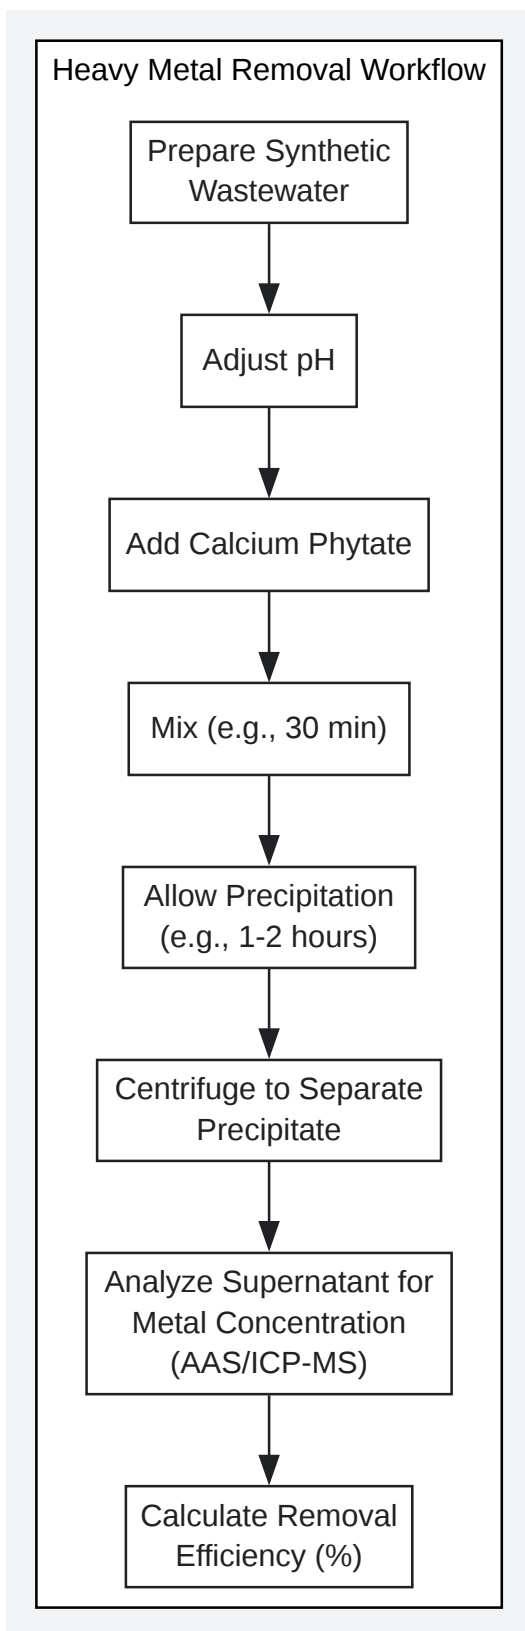 Heavy Metal Removal Workflow
Prepare Synthetic
Wastewater
Adjust pH
Add Calcium Phytate
Mix (e.g., 30 min)
Allow Precipitation
(e.g., 1-2 hours)
Centrifuge to Separate
Precipitate
Analyze Supernatant for
Metal Concentration
(AAS/ICP-MS)
Calculate Removal
Efficiency (%)